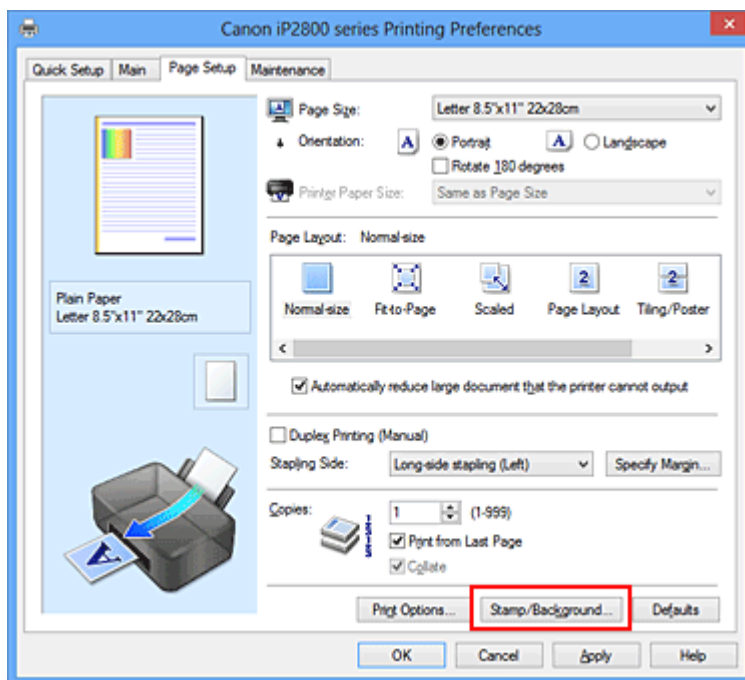 Canon iP2800 series Printing Preferences
Quick Setup Main Page Setup Maintenance
Page Size: Letter 8.5"x11" 22x28cm
Orientation: A Portrait A Landscape
Rotate 180 degrees
Printer Paper Size: Same as Page Size
Page Layout: Normal-size
2 2
Normal-size Fit-to-Page Scaled Page Layout Tiling/Poster
Plain Paper
Letter 8.5"x11" 22x28cm
Automatically reduce large document that the printer cannot output
Duplex Printing (Manual)
Stapling Side: Long-side stapling (Left) Specify Margin...
Copies: 1 (1-999)
Print from Last Page
Collate
A
Print Options... Stamp/Background... Defaults
OK Cancel Apply Help